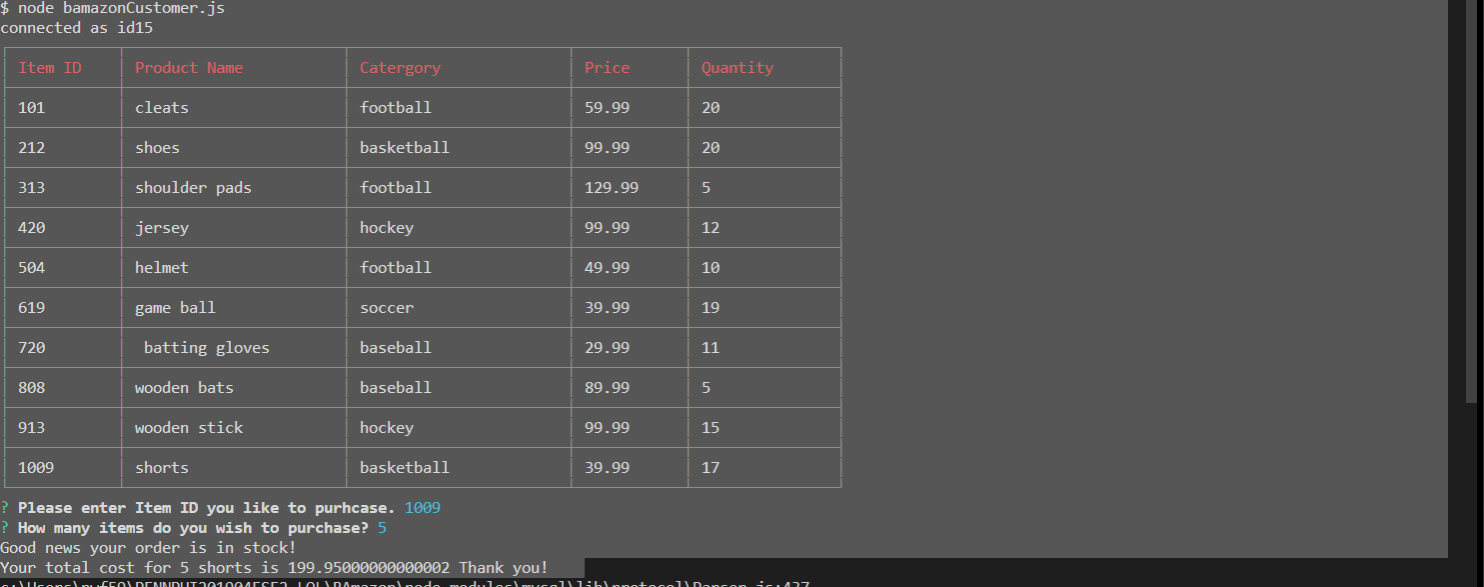 $ node bamazonCustomer.js
connected as id15
Item ID Product Name Catergory Price Quantity
101 cleats football 59.99 20
212 shoes basketball 99.99 20
313 shoulder pads football 129.99 5
420 jersey hockey 99.99 12
504 helmet football 49.99 10
619 game ball soccer 39.99 19
720 batting gloves baseball 29.99 11
808 wooden bats baseball 89.99 5
913 wooden stick hockey 99.99 15
1009 shorts basketball 39.99 17
? Please enter Item ID you like to purhcase. 1009
? How many items do you wish to purchase? 5
Good news your order is in stock!
Your total cost for 5 shorts is 199.95000000000002 Thank you!